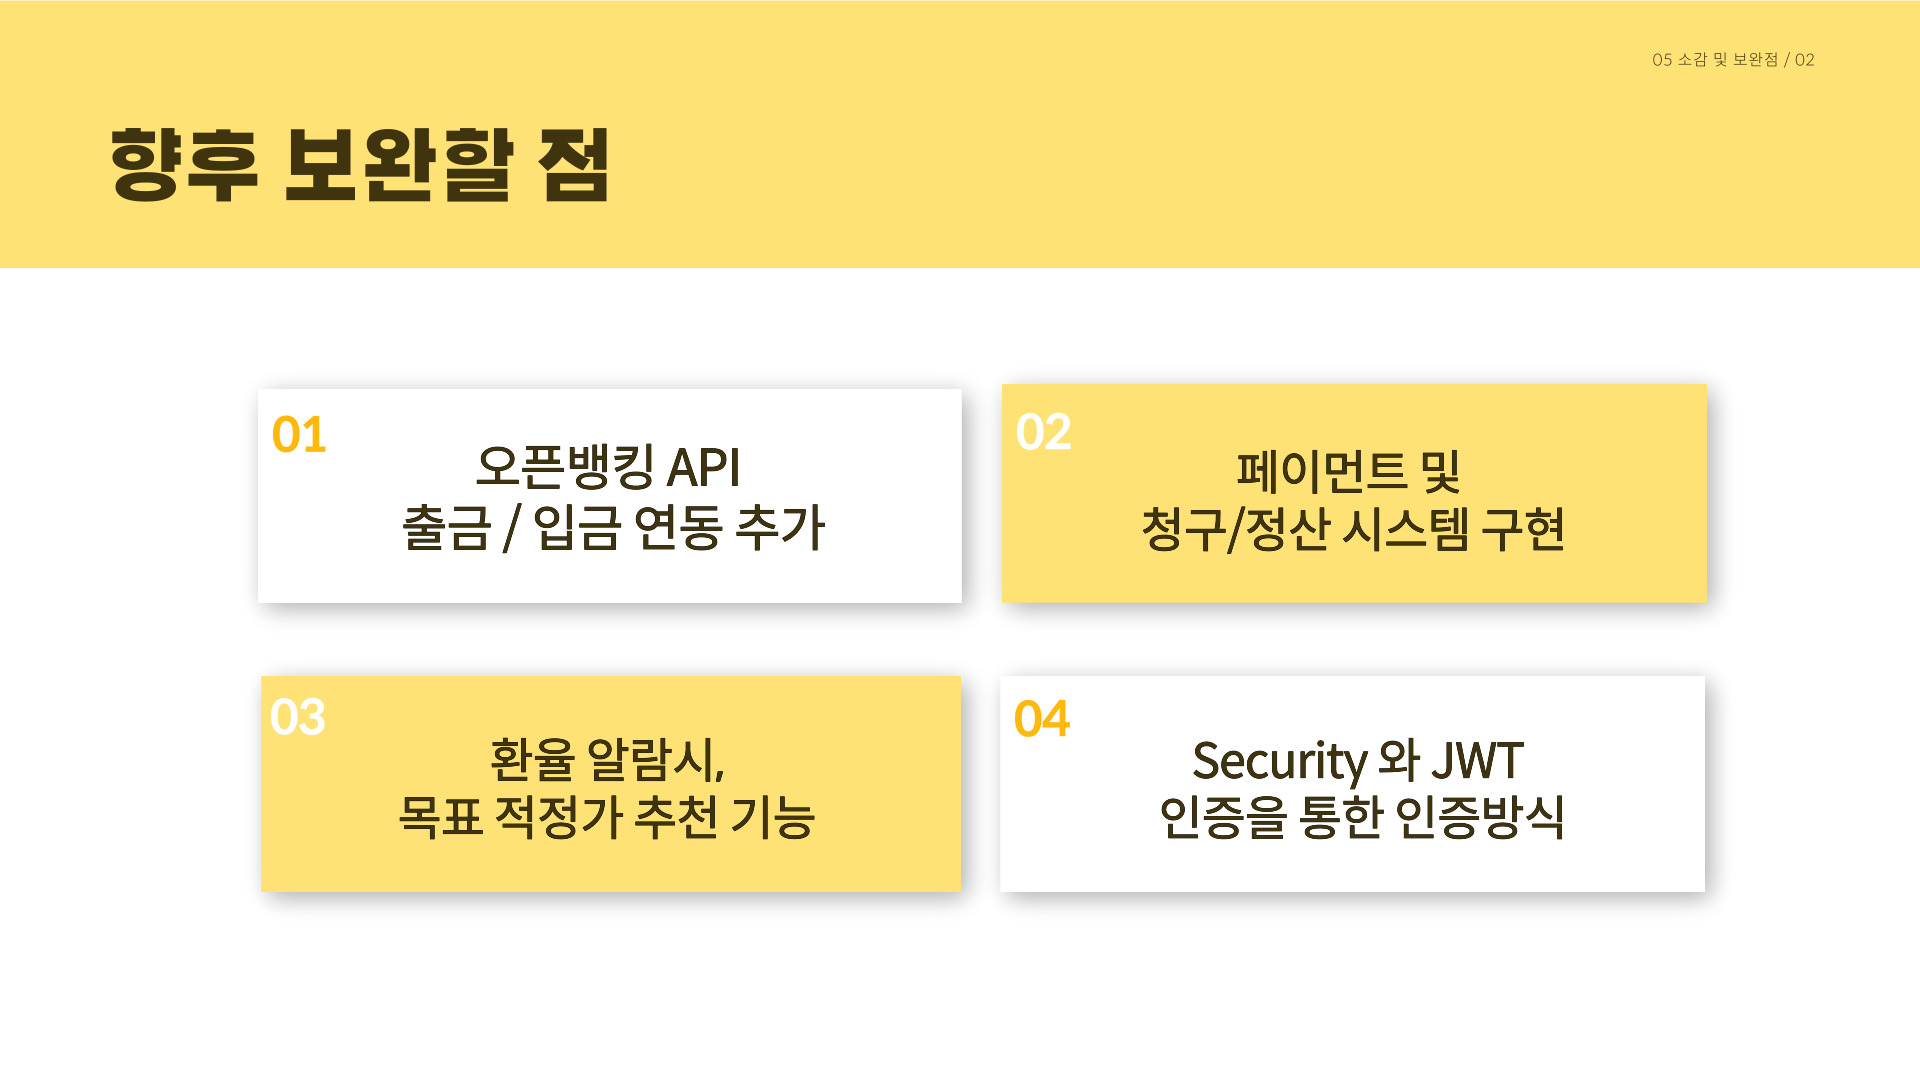 05 소감 및 보완점 / 02
향후 보완할 점
01
오픈뱅킹 API
출금 / 입금 연동 추가
02
페이먼트 및
청구/정산 시스템 구현
03
환율 알람시,
목표 적정가 추천 기능
04
Security 와 JWT
인증을 통한 인증방식